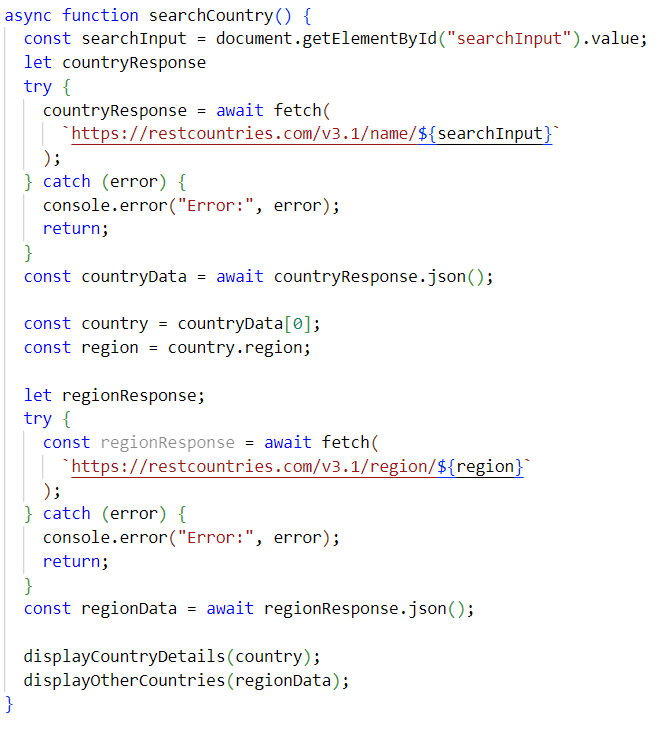 async function searchCountry() {
  const searchInput = document.getElementById("searchInput").value;
  let countryResponse
  try {
    countryResponse = await fetch(
      `https://restcountries.com/v3.1/name/${searchInput}`
    );
  } catch (error) {
    console.error("Error:", error);
    return;
  }
  const countryData = await countryResponse.json();

  const country = countryData[0];
  const region = country.region;

  let regionResponse;
  try {
    const regionResponse = await fetch(
      `https://restcountries.com/v3.1/region/${region}`
    );
  } catch (error) {
    console.error("Error:", error);
    return;
  }
  const regionData = await regionResponse.json();

  displayCountryDetails(country);
  displayOtherCountries(regionData);
}